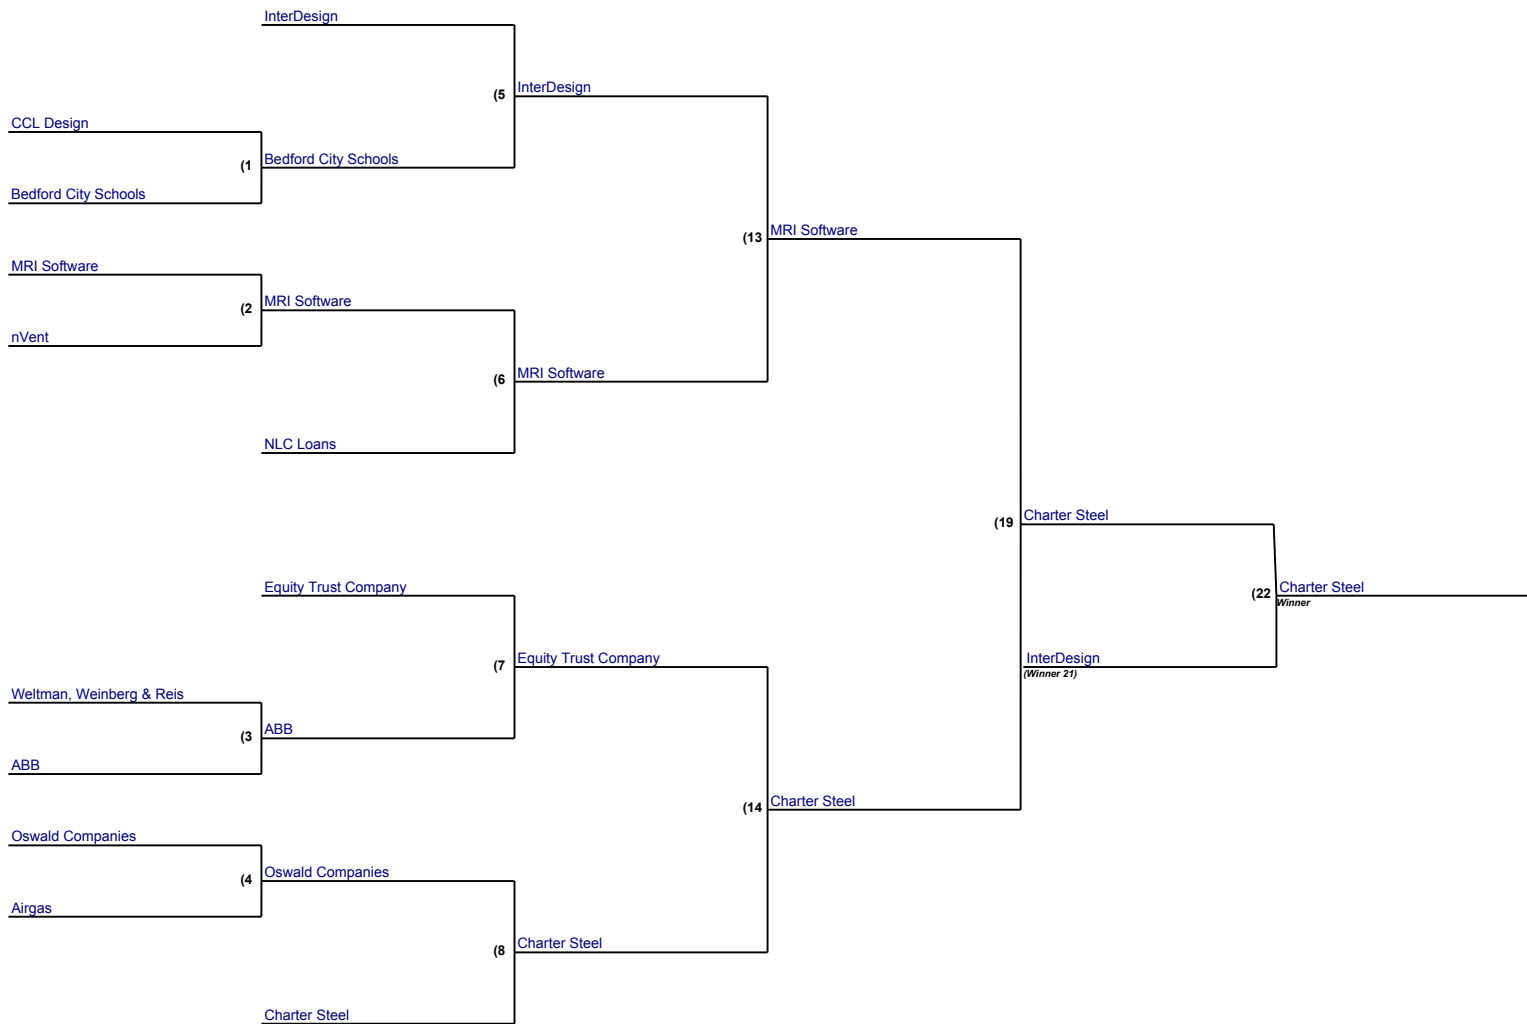 InterDesign
(5
InterDesign
CCL Design
(1
Bedford City Schools
Bedford City Schools
(13
MRI Software
MRI Software
(2
MRI Software
nVent
(6
MRI Software
NLC Loans
(19
Charter Steel
Equity Trust Company
(22
Charter Steel
Winner
(7
Equity Trust Company
InterDesign
(Winner 21)
Weltman, Weinberg & Reis
(3
ABB
ABB
(14
Charter Steel
Oswald Companies
(4
Oswald Companies
Airgas
(8
Charter Steel
Charter Steel